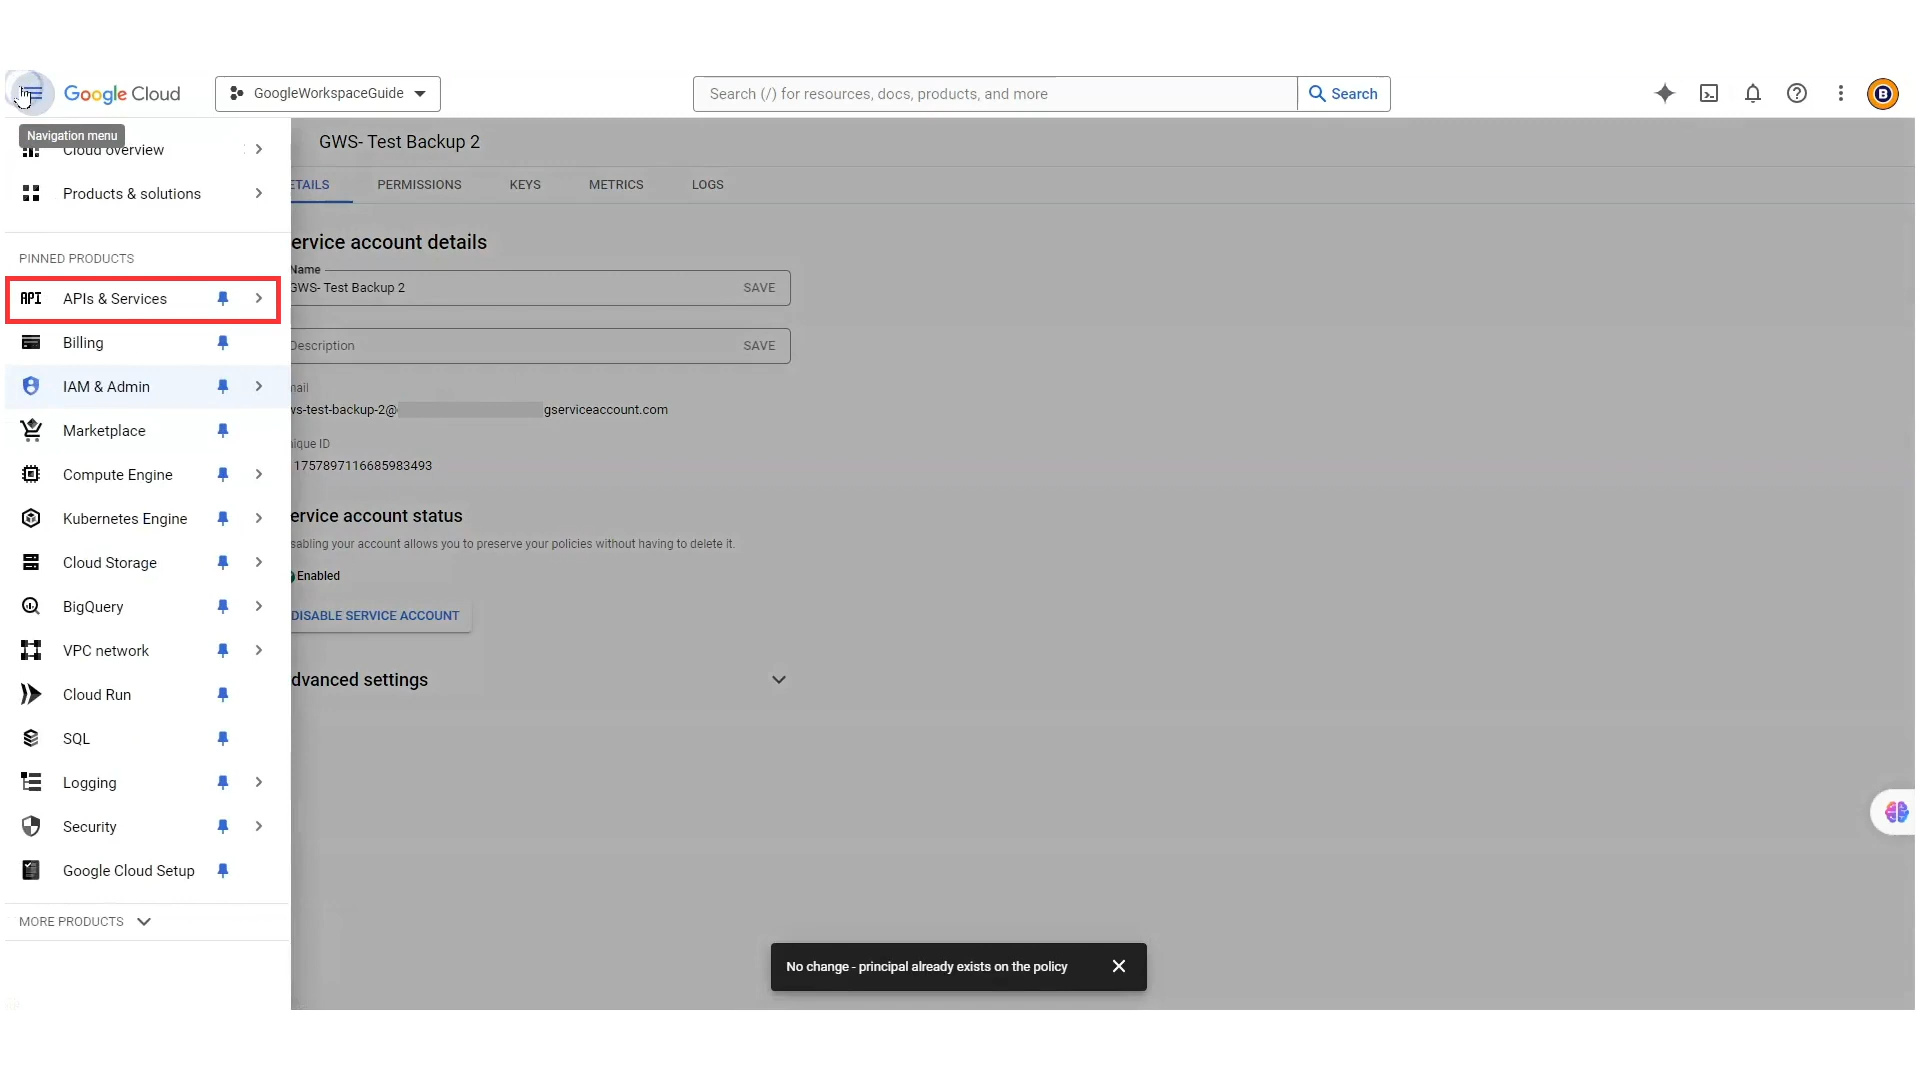 Google Cloud
GoogleWorkspaceGuide
Search (/) for resources, docs, products, and more
Search
B
Navigation menu
Cloud overview
Products & solutions
PINNED PRODUCTS
API APIs & Services
Billing
IAM & Admin
Marketplace
Compute Engine
Kubernetes Engine
Cloud Storage
BigQuery
VPC network
Cloud Run
SQL
Logging
Security
Google Cloud Setup
MORE PRODUCTS
GWS- Test Backup 2
ETAILS PERMISSIONS KEYS METRICS LOGS
ervice account details
Name
GWS- Test Backup 2 SAVE
Description SAVE
mail
ws-test-backup-2@ gserviceaccount.com
ique ID
1757897116685983493
ervice account status
sabling your account allows you to preserve your policies without having to delete it.
Enabled
DISABLE SERVICE ACCOUNT
dvanced settings
No change - principal already exists on the policy